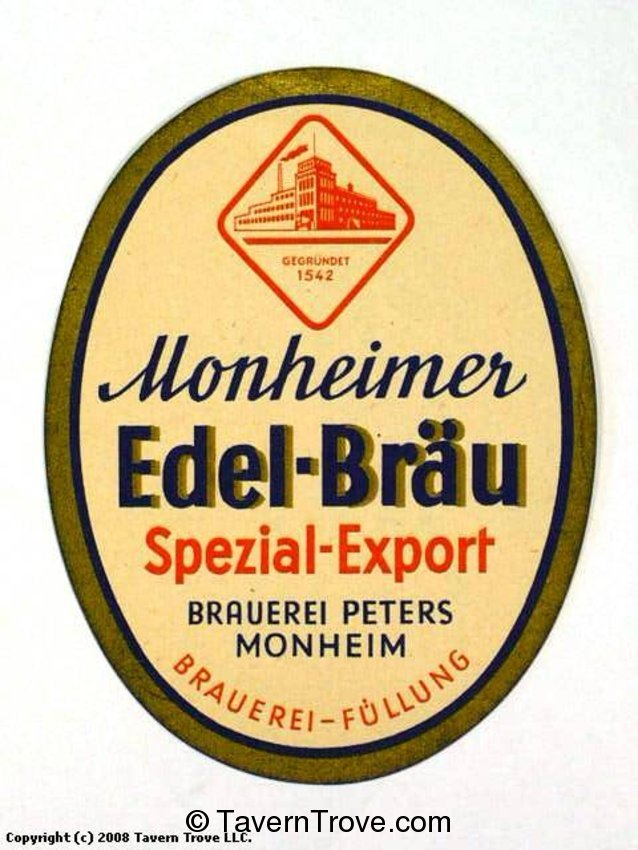 GEGRÜNDET
1542
Monheimer
Edel-Bräu
Spezial-Export
BRAUEREI PETERS
MONHEIM
BRAUEREI-FÜLLUNG
© TavernTrove.com
Copyright (c) 2008 Tavern Trove LLC.